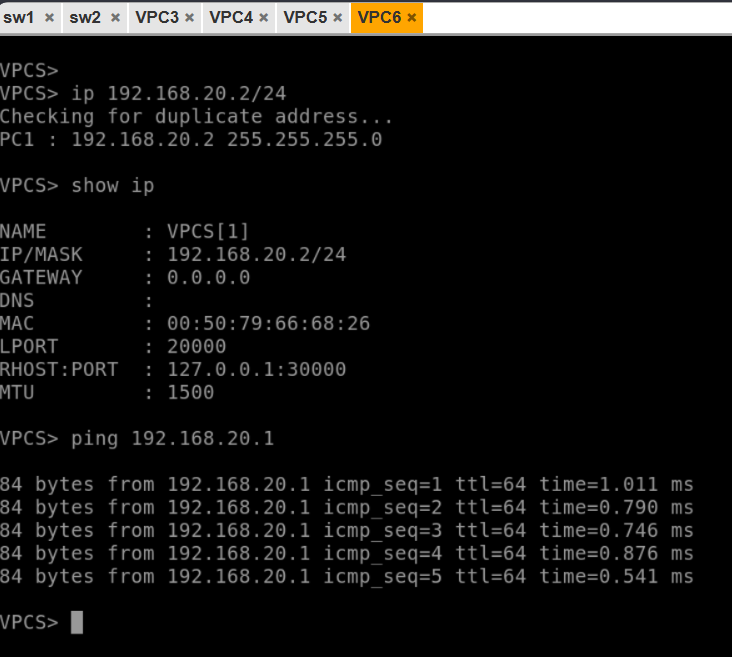 sw1 × sw2 × VPC3 × VPC4 × VPC5 × VPC6 ×
VPCS>
VPCS> ip 192.168.20.2/24
Checking for duplicate address...
PC1 : 192.168.20.2 255.255.255.0
VPCS> show ip
NAME        : VPCS[1]
IP/MASK     : 192.168.20.2/24
GATEWAY     : 0.0.0.0
DNS         :
MAC         : 00:50:79:66:68:26
LPORT       : 20000
RHOST:PORT  : 127.0.0.1:30000
MTU         : 1500
VPCS> ping 192.168.20.1
84 bytes from 192.168.20.1 icmp_seq=1 ttl=64 time=1.011 ms
84 bytes from 192.168.20.1 icmp_seq=2 ttl=64 time=0.790 ms
84 bytes from 192.168.20.1 icmp_seq=3 ttl=64 time=0.746 ms
84 bytes from 192.168.20.1 icmp_seq=4 ttl=64 time=0.876 ms
84 bytes from 192.168.20.1 icmp_seq=5 ttl=64 time=0.541 ms
VPCS>